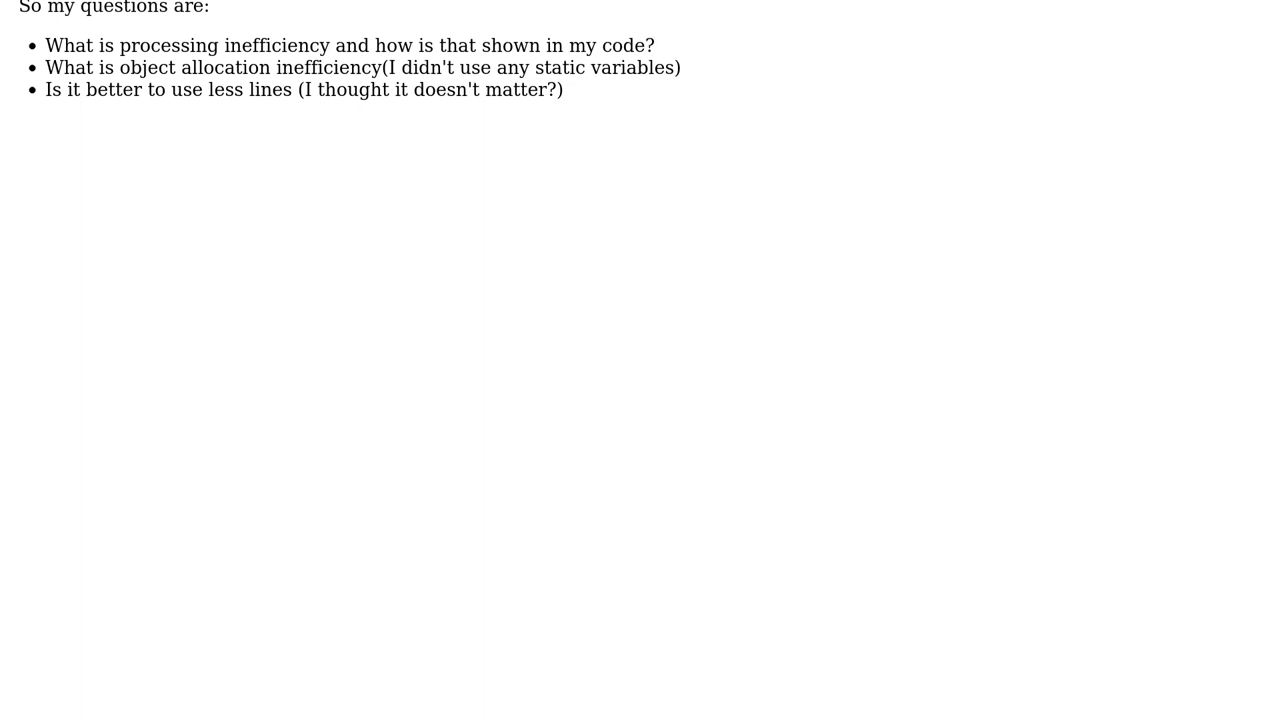 So my questions are:
What is processing inefficiency and how is that shown in my code?
What is object allocation inefficiency(I didn't use any static variables)
Is it better to use less lines (I thought it doesn't matter?)